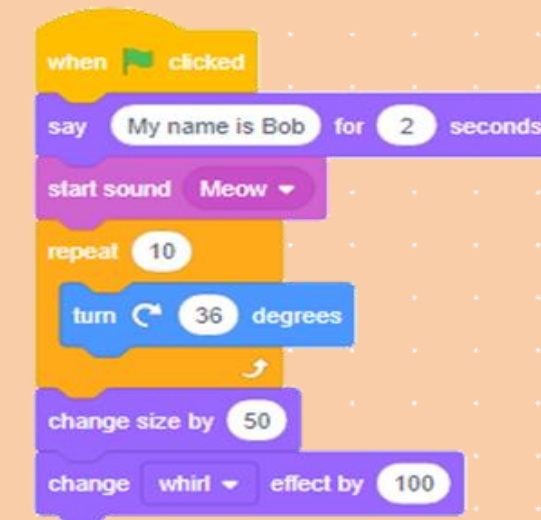 when clicked
say My name is Bob for 2 seconds
start sound Meow
repeat 10
turn 36 degrees
change size by 50
change whirl effect by 100